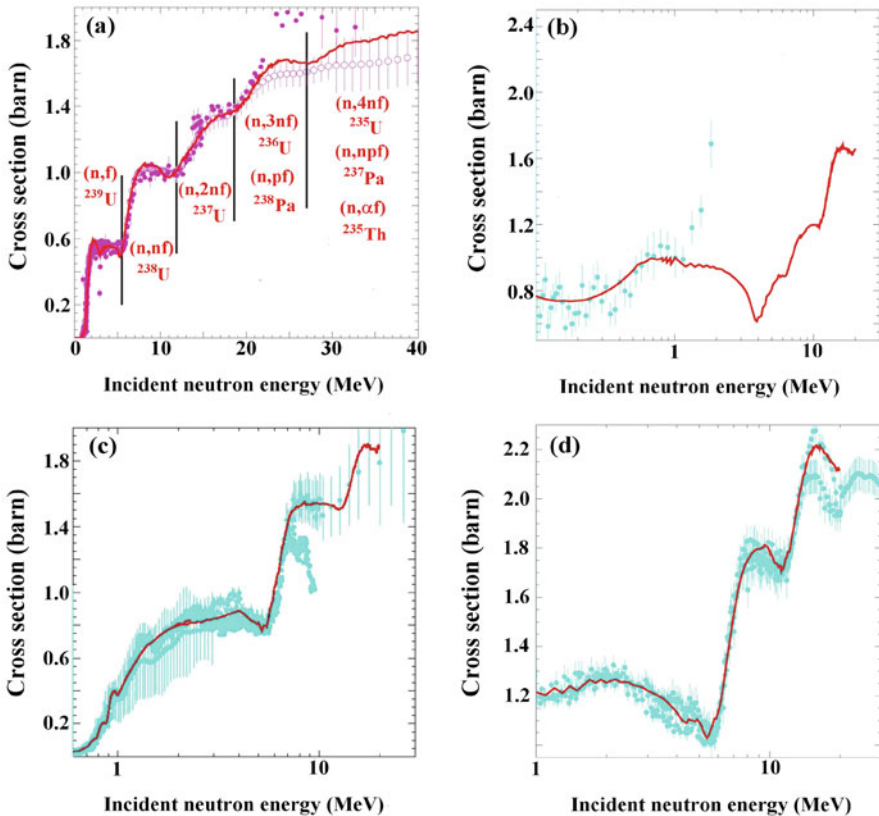 (a)
Cross section (barn)
1.8
1.4
1.0
0.6
0.2
(n,f)
²³⁹U
(n,nf)
²³⁸U
(n,2nf)
²³⁷U
(n,3nf)
²³⁶U
(n,pf)
²³⁸Pa
(n,4nf)
²³⁵U
(n,npf)
²³⁷Pa
(n,αf)
²³⁵Th
0 10 20 30 40
Incident neutron energy (MeV)
(b)
Cross section (barn)
2.4
2.0
1.6
1.2
0.8
1 10
Incident neutron energy (MeV)
(c)
Cross section (barn)
1.8
1.4
1.0
0.6
0.2
1 10
Incident neutron energy (MeV)
(d)
Cross section (barn)
2.2
2.0
1.8
1.6
1.4
1.2
1 10
Incident neutron energy (MeV)